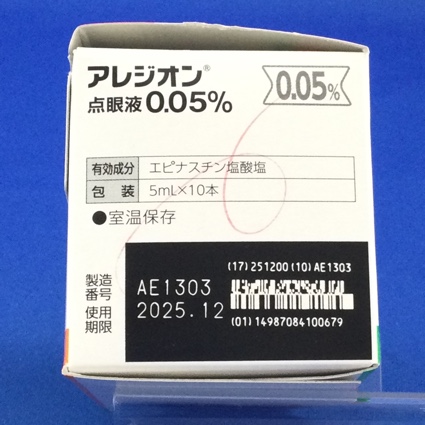 アレジオン®
点眼液 0.05%
0.05%
有効成分 エピナスチン塩酸塩
包装 5mL×10本
●室温保存
(17) 251200 (10) AE1303
製造番号 AE1303
使用期限 2025.12
(01) 14987084100679